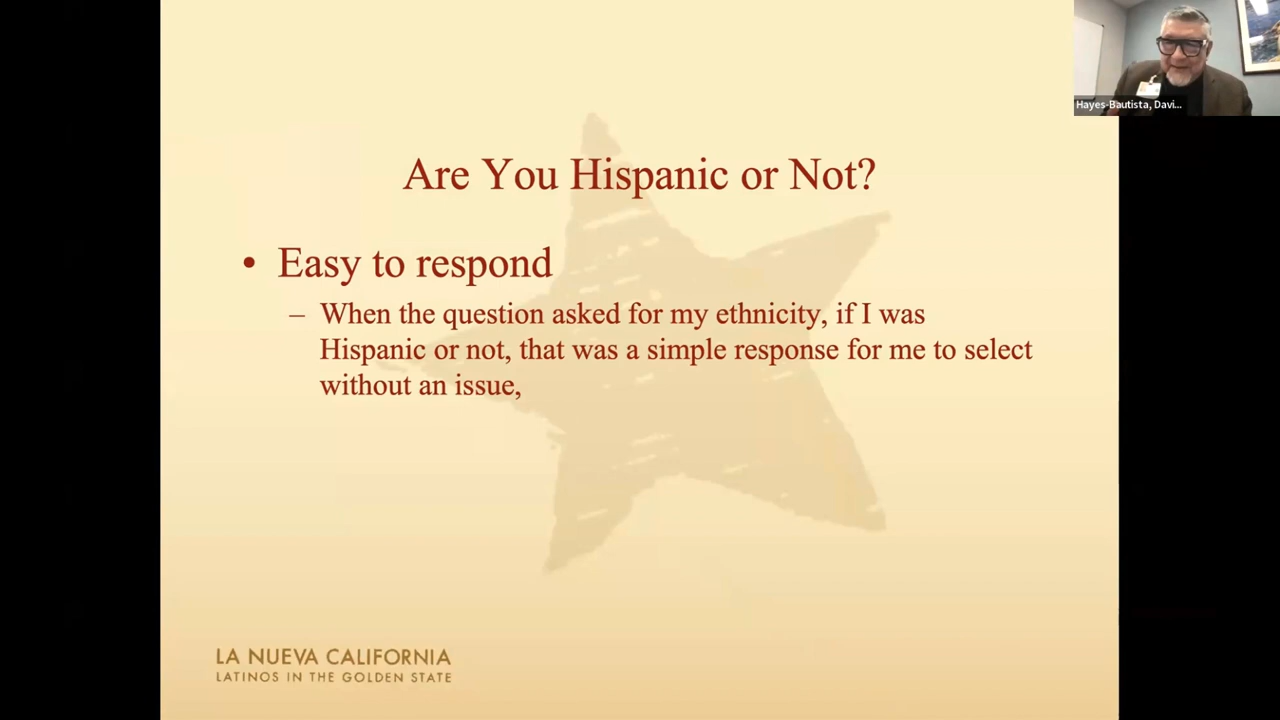 Hayes-Bautista, Davi...
Are You Hispanic or Not?
• Easy to respond
– When the question asked for my ethnicity, if I was
Hispanic or not, that was a simple response for me to select
without an issue,
LA NUEVA CALIFORNIA
LATINOS IN THE GOLDEN STATE